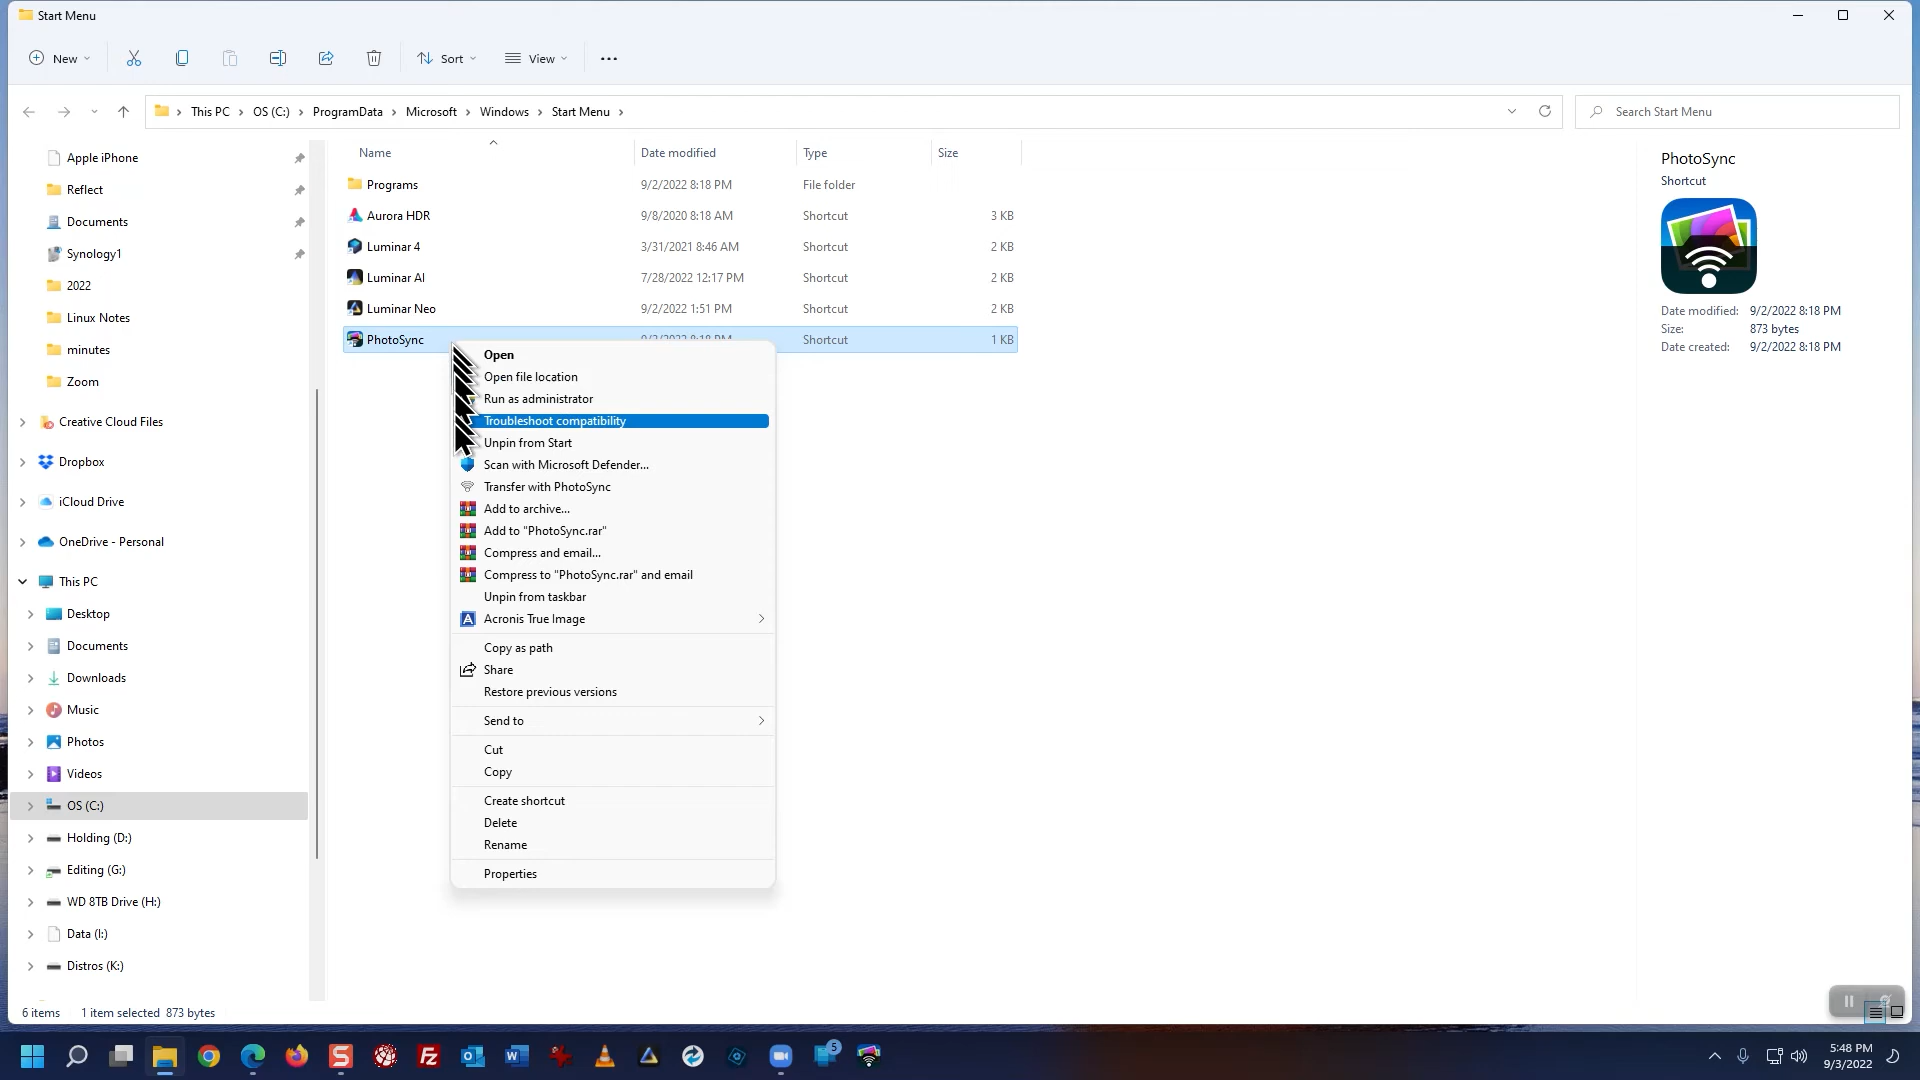 Start Menu
New
Sort
View
This PC
OS (C:)
ProgramData
Microsoft
Windows
Start Menu
Search Start Menu
Apple iPhone
Reflect
Documents
Synology1
2022
Linux Notes
minutes
Zoom
Creative Cloud Files
Dropbox
iCloud Drive
OneDrive - Personal
This PC
Desktop
Documents
Downloads
Music
Photos
Videos
OS (C:)
Holding (D:)
Editing (G:)
WD 8TB Drive (H:)
Data (I:)
Distros (K:)
Name Date modified Type Size
Programs 9/2/2022 8:18 PM File folder
Aurora HDR 9/8/2020 8:18 AM Shortcut 3 KB
Luminar 4 3/31/2021 8:46 AM Shortcut 2 KB
Luminar AI 7/28/2022 12:17 PM Shortcut 2 KB
Luminar Neo 9/2/2022 1:51 PM Shortcut 2 KB
PhotoSync 9/2/2022 8:18 PM Shortcut 1 KB
Open
Open file location
Run as administrator
Troubleshoot compatibility
Unpin from Start
Scan with Microsoft Defender...
Transfer with PhotoSync
Add to archive...
Add to "PhotoSync.rar"
Compress and email...
Compress to "PhotoSync.rar" and email
Unpin from taskbar
Acronis True Image
Copy as path
Share
Restore previous versions
Send to
Cut
Copy
Create shortcut
Delete
Rename
Properties
PhotoSync
Shortcut
Date modified: 9/2/2022 8:18 PM
Size: 873 bytes
Date created: 9/2/2022 8:18 PM
6 items 1 item selected 873 bytes
5
5:48 PM
9/3/2022